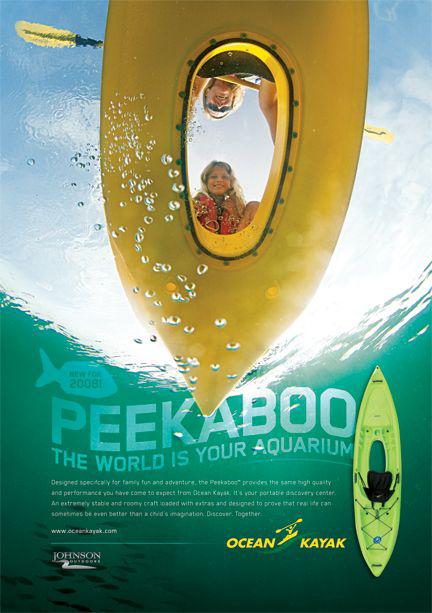 NEW FOR
2008!
PEEKABOO
THE WORLD IS YOUR AQUARIUM
Designed specifcally for family fun and adventure, the Peekaboo™ provides the same high quality
and performance you have come to expect from Ocean Kayak. It's your portable discovery center.
An extremely stable and roomy craft loaded with extras and designed to prove that real life can
sometimes be even better than a child's imagination. Discover. Together.
www.oceankayak.com
OCEAN KAYAK
JOHNSON
OUTDOORS